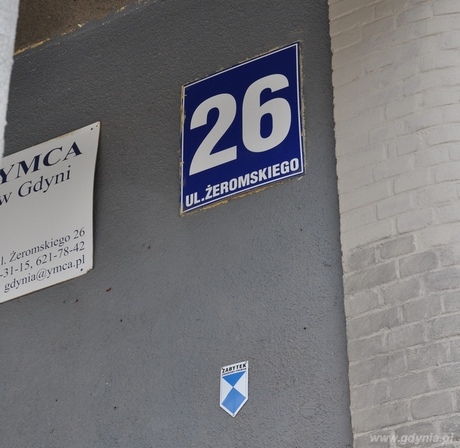 YMCA
w Gdyni
l. Żeromskiego 26
-31-15, 621-78-42
gdynia@ymca.pl
26
UL. ŻEROMSKIEGO
ZABYTEK
www.gdynia.pl